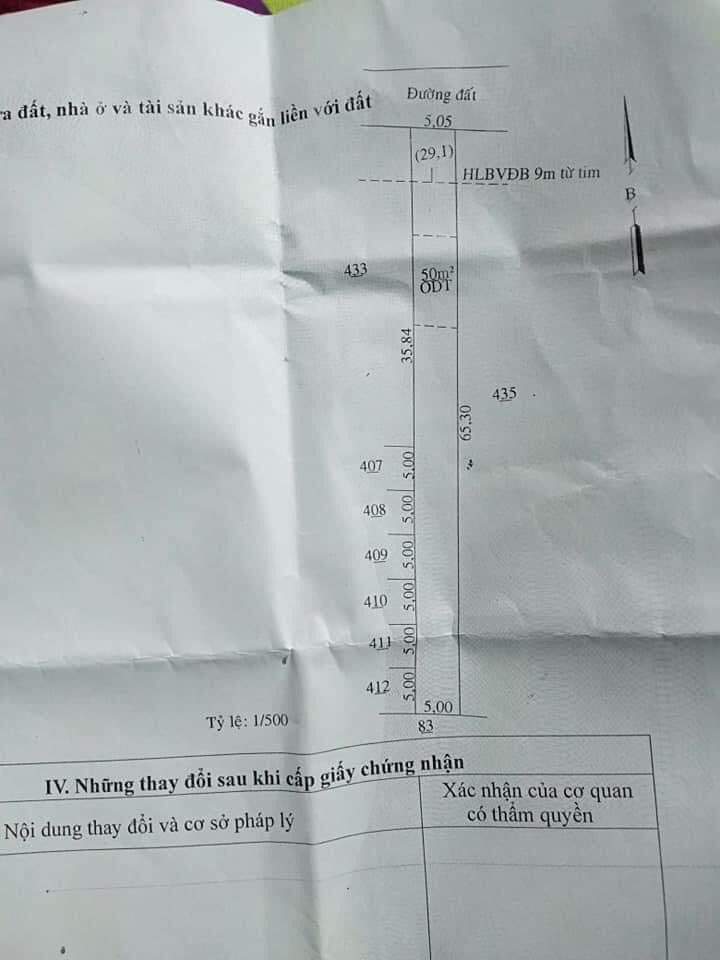 ra đất, nhà ở và tài sản khác gắn liền với đất
Đường đất
5,05
(29,1)
HLBVĐB 9m từ tim
B
433
50m²
ODT
35,84
435
65,30
407
5,00
408
5,00
409
5,00
410
5,00
411
5,00
412
5,00
5,00
83
Tỷ lệ: 1/500
IV. Những thay đổi sau khi cấp giấy chứng nhận
Nội dung thay đổi và cơ sở pháp lý
Xác nhận của cơ quan
có thẩm quyền